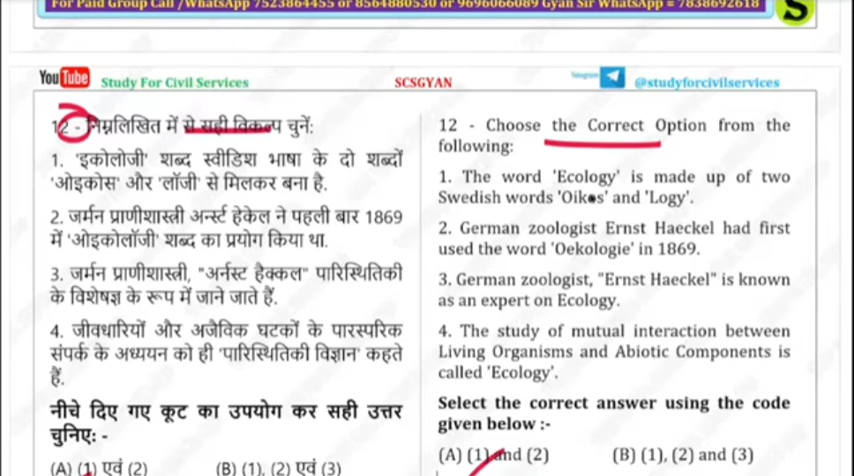 For Paid Group Call /WhatsApp 7523864455 or 8564880530 or 9696066089 Gyan Sir WhatsApp = 7838692618
S
YouTube Study For Civil Services
SCSGYAN
Telegram @studyforcivilservices
12 - निम्नलिखित में से सही विकल्प चुनें:
1. 'इकोलोजी' शब्द स्वीडिश भाषा के दो शब्दों
'ओइकोस' और 'लॉजी' से मिलकर बना है.
2. जर्मन प्राणीशास्त्री अर्न्स्ट हेकेल ने पहली बार 1869
में 'ओइकोलॉजी' शब्द का प्रयोग किया था.
3. जर्मन प्राणीशास्त्री, "अर्नस्ट हैक्कल" पारिस्थितिकी
के विशेषज्ञ के रूप में जाने जाते हैं.
4. जीवधारियों और अजैविक घटकों के पारस्परिक
संपर्क के अध्ययन को ही 'पारिस्थितिकी विज्ञान' कहते
हैं.
नीचे दिए गए कूट का उपयोग कर सही उत्तर
चुनिए: -
(A) (1) एवं (2) (B) (1), (2) एवं (3)
12 - Choose the Correct Option from the
following:
1. The word 'Ecology' is made up of two
Swedish words 'Oikos' and 'Logy'.
2. German zoologist Ernst Haeckel had first
used the word 'Oekologie' in 1869.
3. German zoologist, "Ernst Haeckel" is known
as an expert on Ecology.
4. The study of mutual interaction between
Living Organisms and Abiotic Components is
called 'Ecology'.
Select the correct answer using the code
given below :-
(A) (1) and (2) (B) (1), (2) and (3)